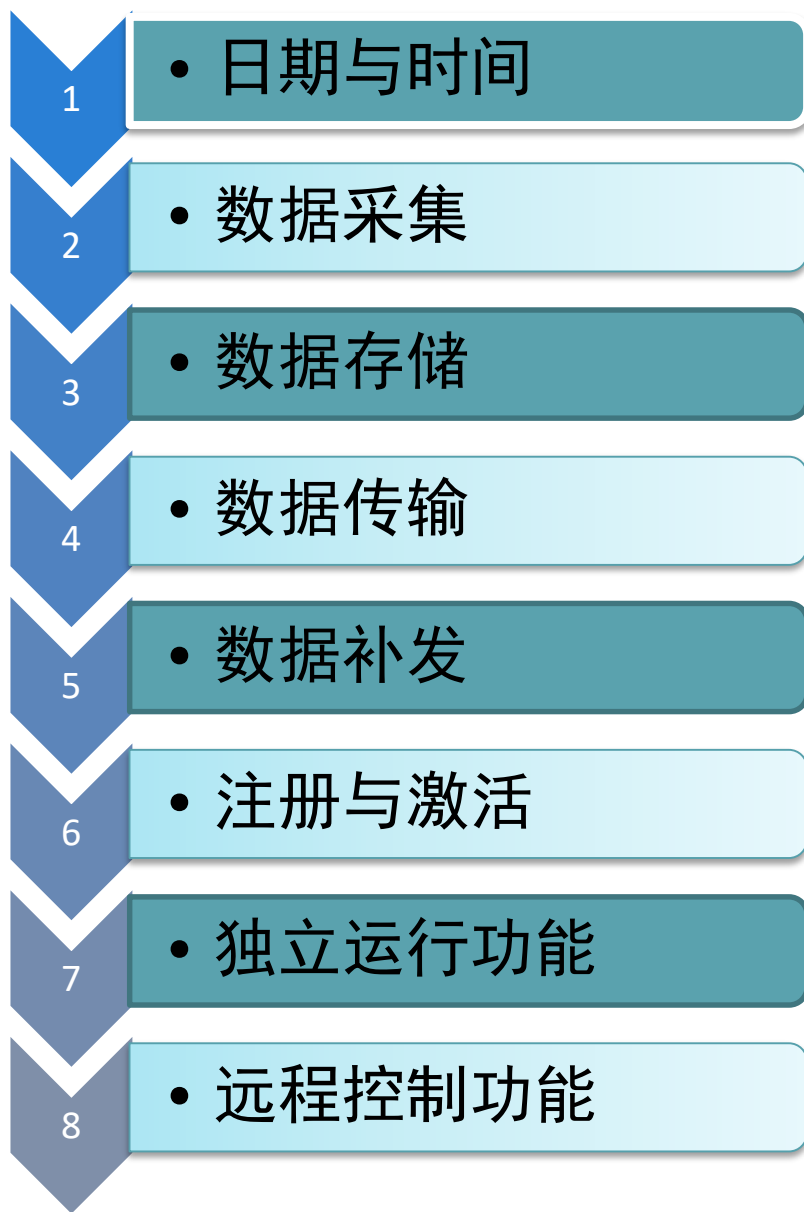 1
• 日期与时间
2
• 数据采集
3
• 数据存储
4
• 数据传输
5
• 数据补发
6
• 注册与激活
7
• 独立运行功能
8
• 远程控制功能